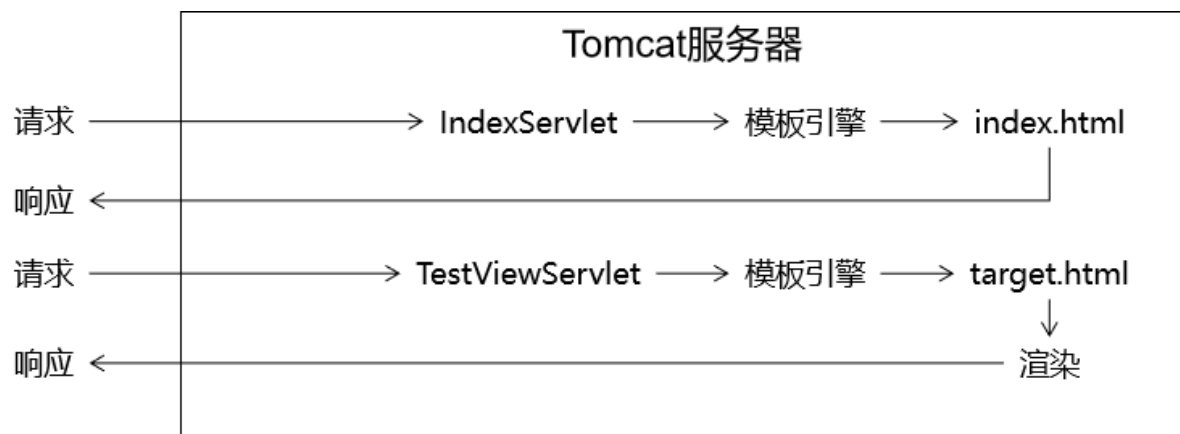 Tomcat服务器
请求 IndexServlet 模板引擎 index.html
响应
请求 TestViewServlet 模板引擎 target.html
响应 渲染